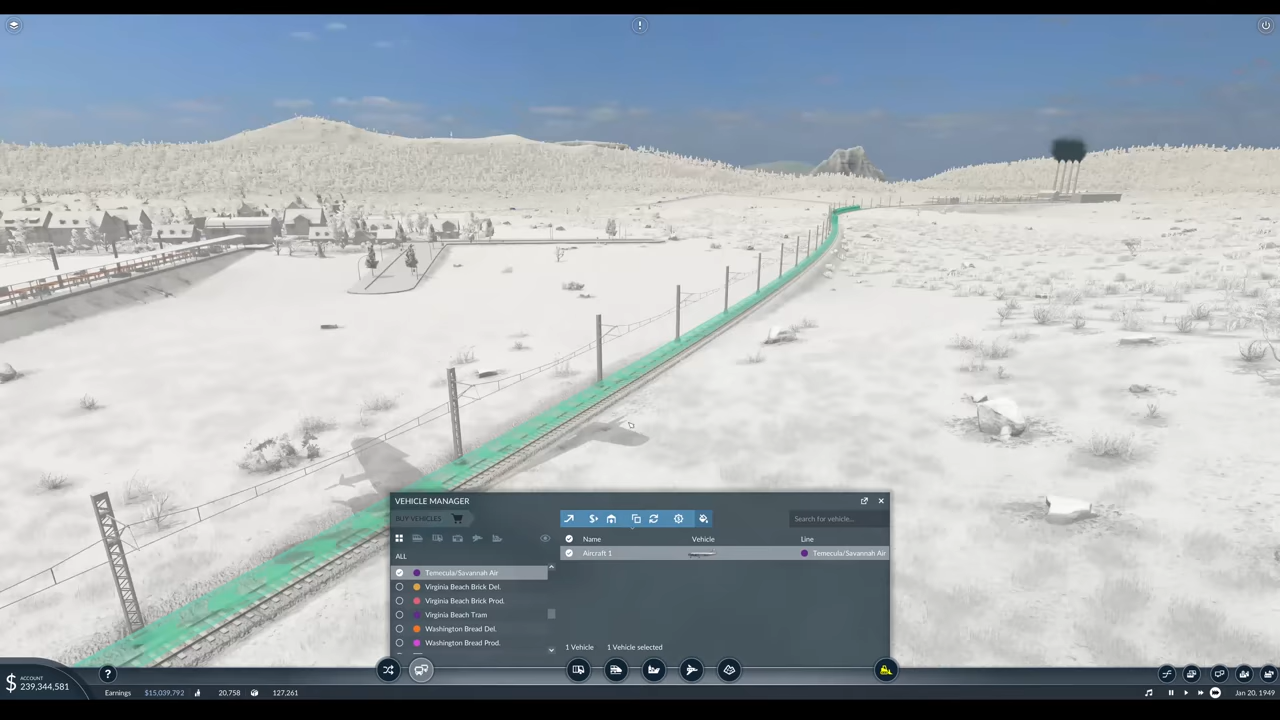 VEHICLE MANAGER
BUY VEHICLES
Search for vehicle...
Name Vehicle Line
Aircraft 1 Temecula/Savannah Air
ALL
Temecula/Savannah Air
Virginia Beach Brick Del.
Virginia Beach Brick Prod.
Virginia Beach Tram
Washington Bread Del.
Washington Bread Prod.
1 Vehicle 1 Vehicle selected
$ ACCOUNT
239,344,581
?
Earnings $15,039,792 20,758 127,261
Jan 20, 1949